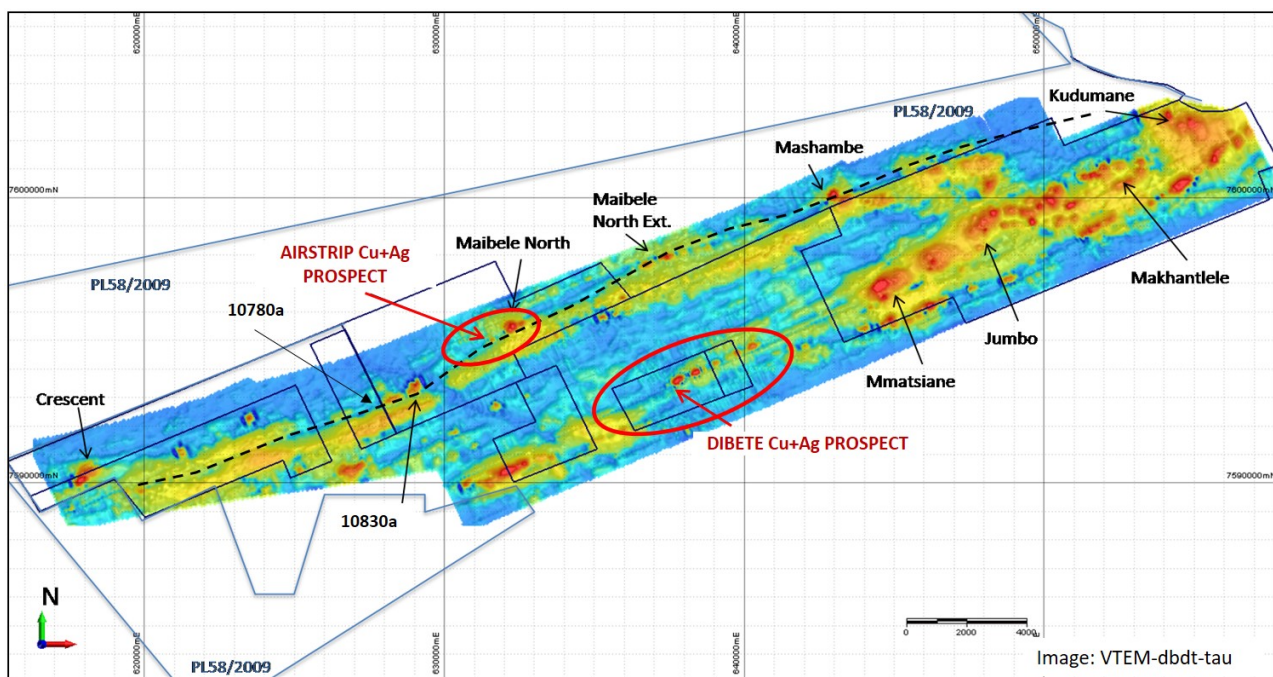 620000mE
630000mE
640000mE
650000mE
Kudumane
PL58/2009
PL58/2009
Mashambe
7600000mN
7600000mN
Maibele
North Ext.
Maibele North
AIRSTRIP Cu+Ag
PROSPECT
PL58/2009
10780a
Makhantlele
Jumbo
Mmatsiane
Crescent
DIBETE Cu+Ag PROSPECT
7590000mN
7590000mN
10830a
N
0
2000
4000
620000mE
630000mE
640000mE
PL58/2009
Image: VTEM-dbdt-tau